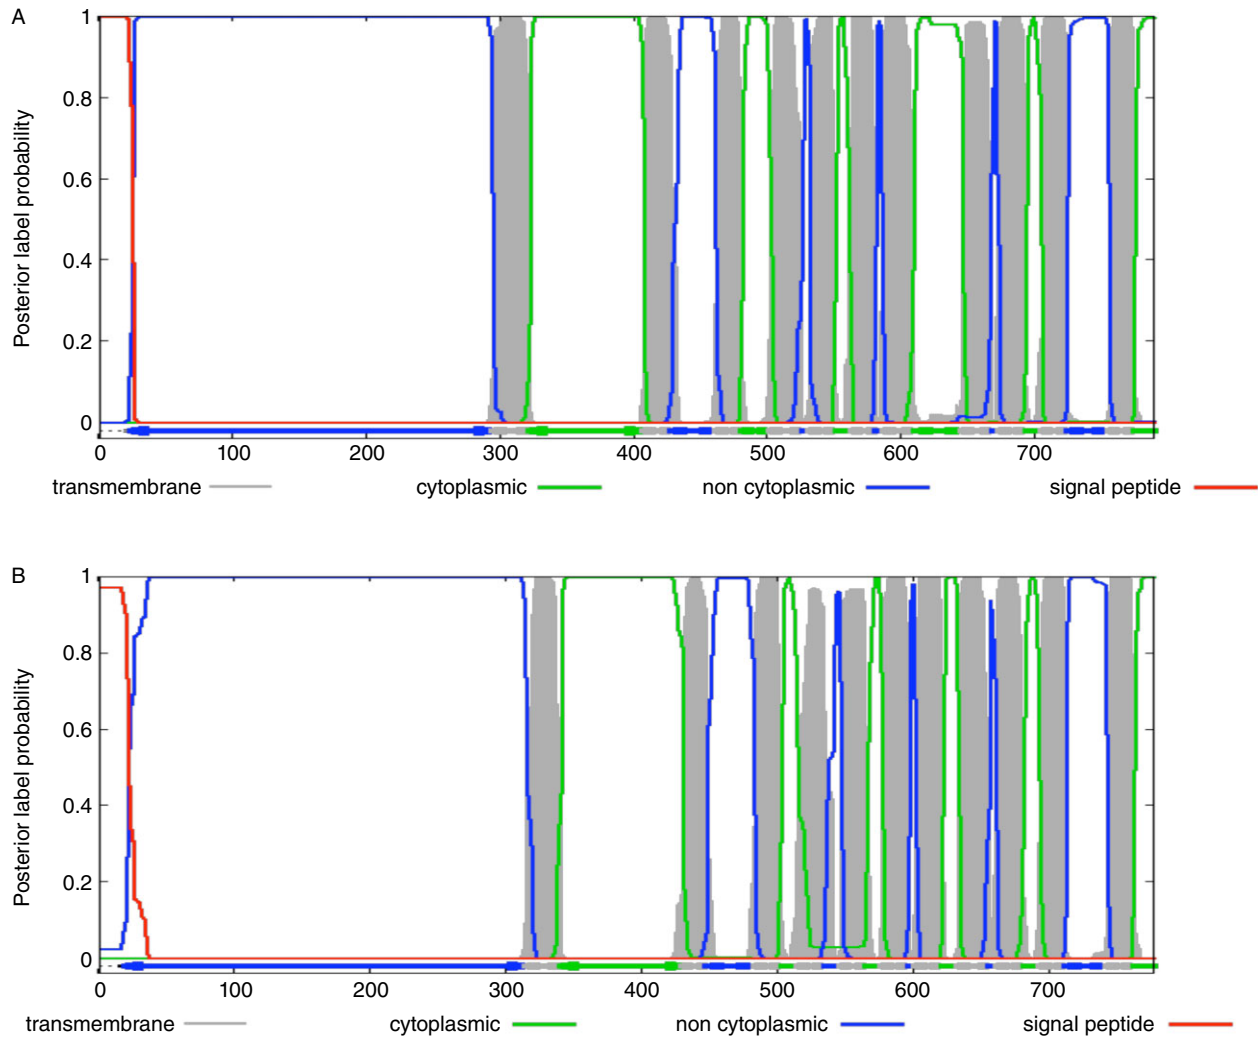 A
1
0.8
0.6
0.4
0.2
0
Posterior label probability
0 100 200 300 400 500 600 700
transmembrane cytoplasmic non cytoplasmic signal peptide
B
1
0.8
0.6
0.4
0.2
0
Posterior label probability
0 100 200 300 400 500 600 700
transmembrane cytoplasmic non cytoplasmic signal peptide